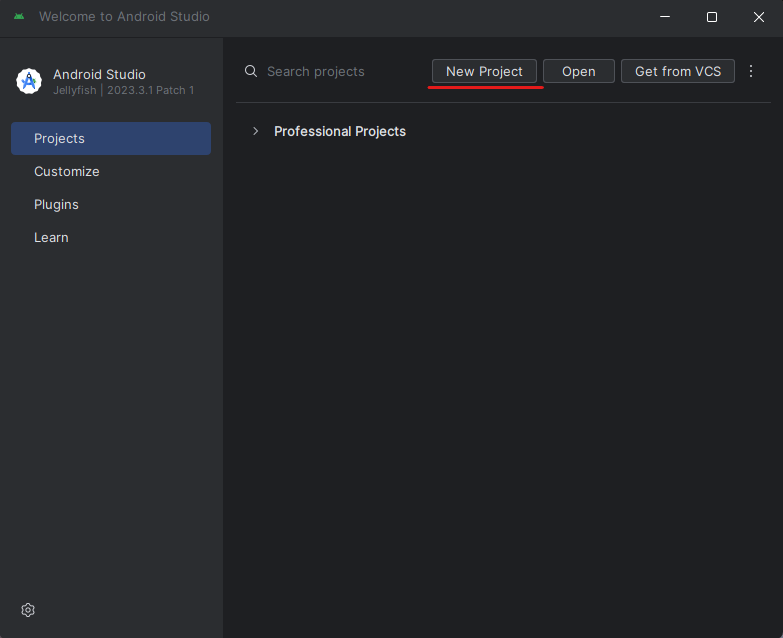 Welcome to Android Studio
Android Studio
Jellyfish | 2023.3.1 Patch 1
Projects
Customize
Plugins
Learn
Search projects
New Project
Open
Get from VCS
Professional Projects